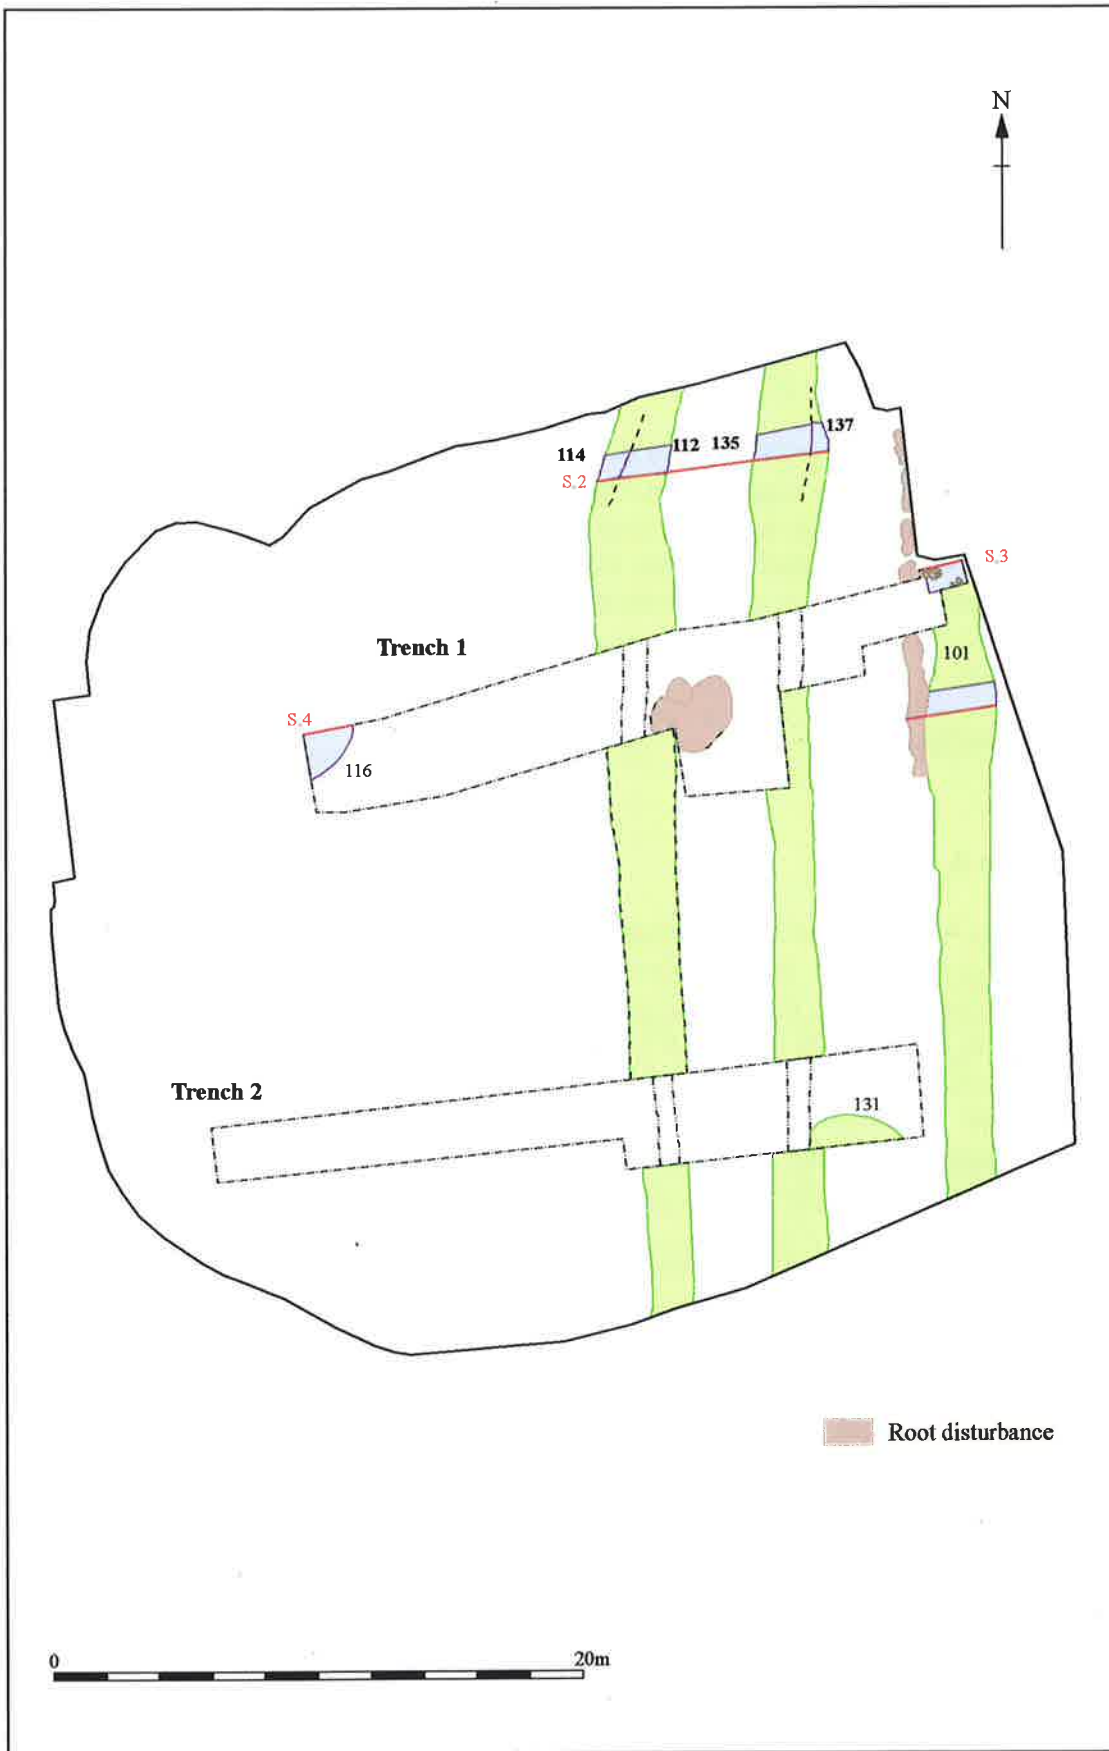 N
137
114
112 135
S.2
S.3
Trench 1
101
S.4
116
Trench 2
131
Root disturbance
0
20m